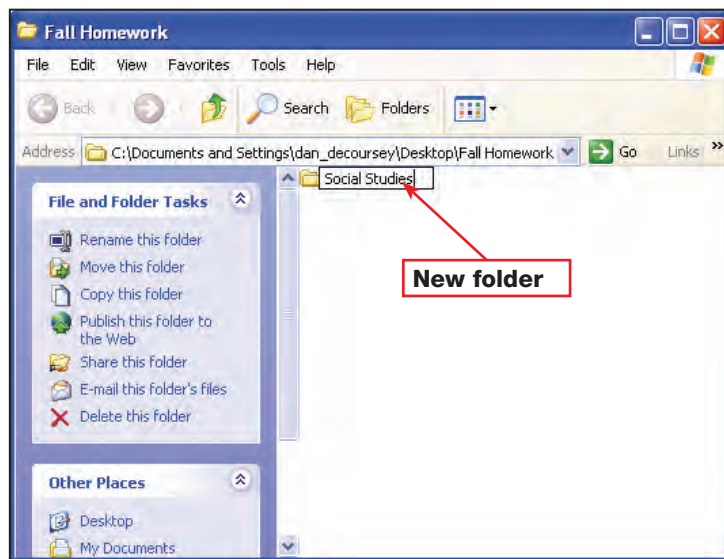 Fall Homework
File Edit View Favorites Tools Help
Back Search Folders
Address C:\Documents and Settings\dan_decoursey\Desktop\Fall Homework Go Links »
File and Folder Tasks
Rename this folder
Move this folder
Copy this folder
Publish this folder to
the Web
Share this folder
E-mail this folder's files
Delete this folder
Other Places
Desktop
My Documents
Social Studies
New folder